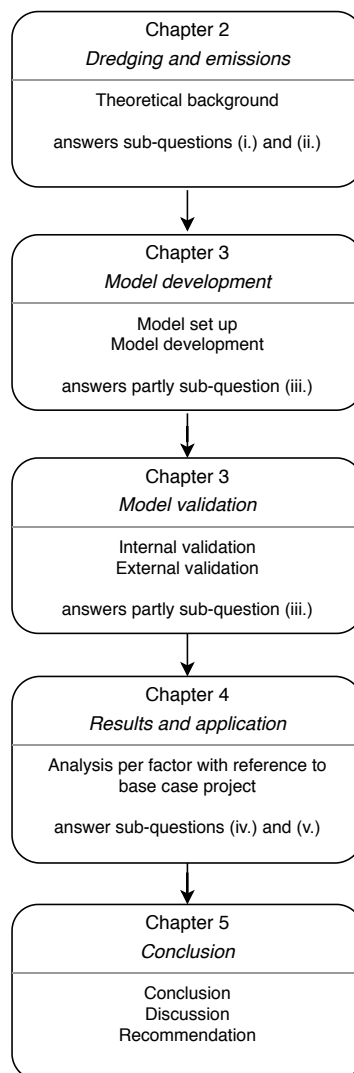 Chapter 2
Dredging and emissions
Theoretical background
answers sub-questions (i.) and (ii.)
Chapter 3
Model development
Model set up
Model development
answers partly sub-question (iii.)
Chapter 3
Model validation
Internal validation
External validation
answers partly sub-question (iii.)
Chapter 4
Results and application
Analysis per factor with reference to
base case project
answer sub-questions (iv.) and (v.)
Chapter 5
Conclusion
Conclusion
Discussion
Recommendation